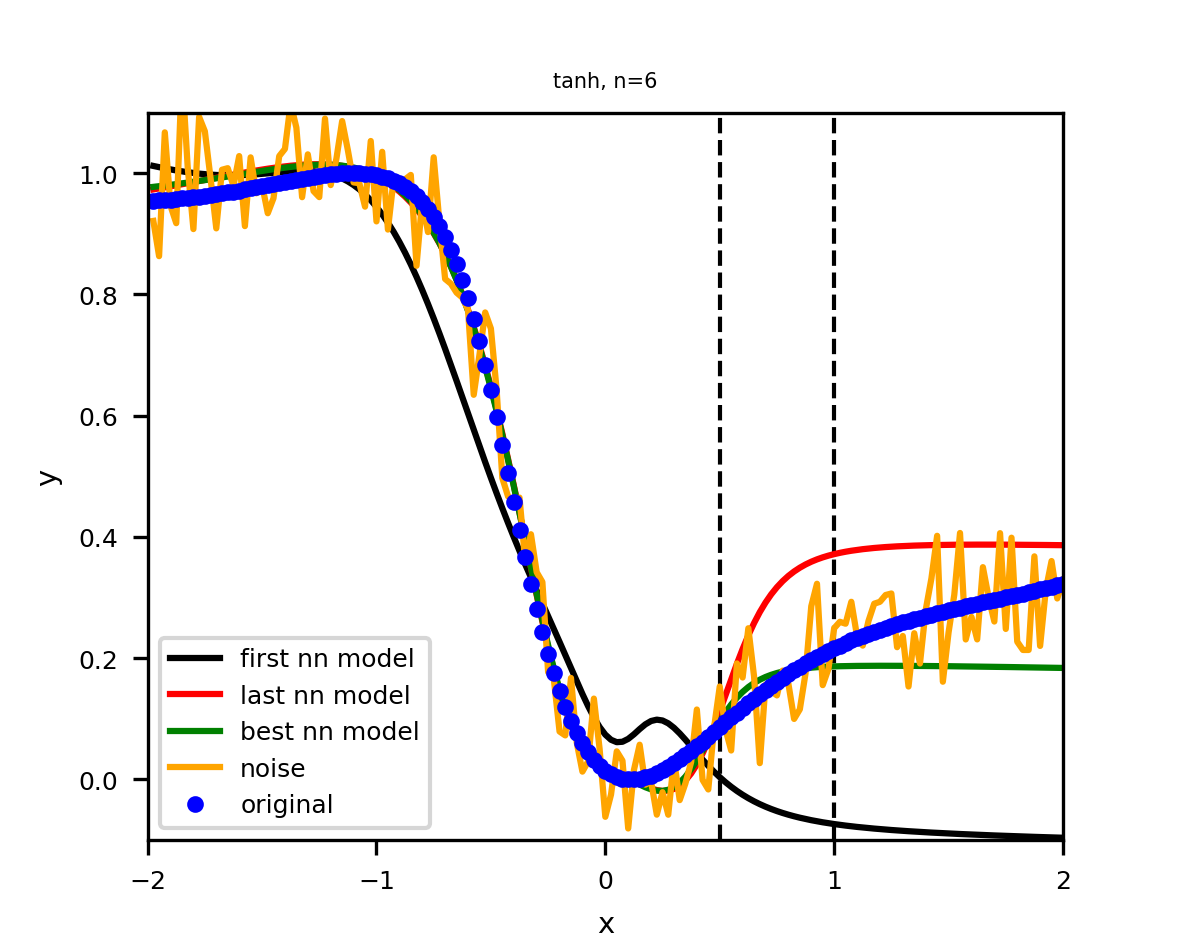 tanh, n=6
y
1.0
0.8
0.6
0.4
0.2
0.0
first nn model
last nn model
best nn model
noise
original
−2
−1
0
1
2
x